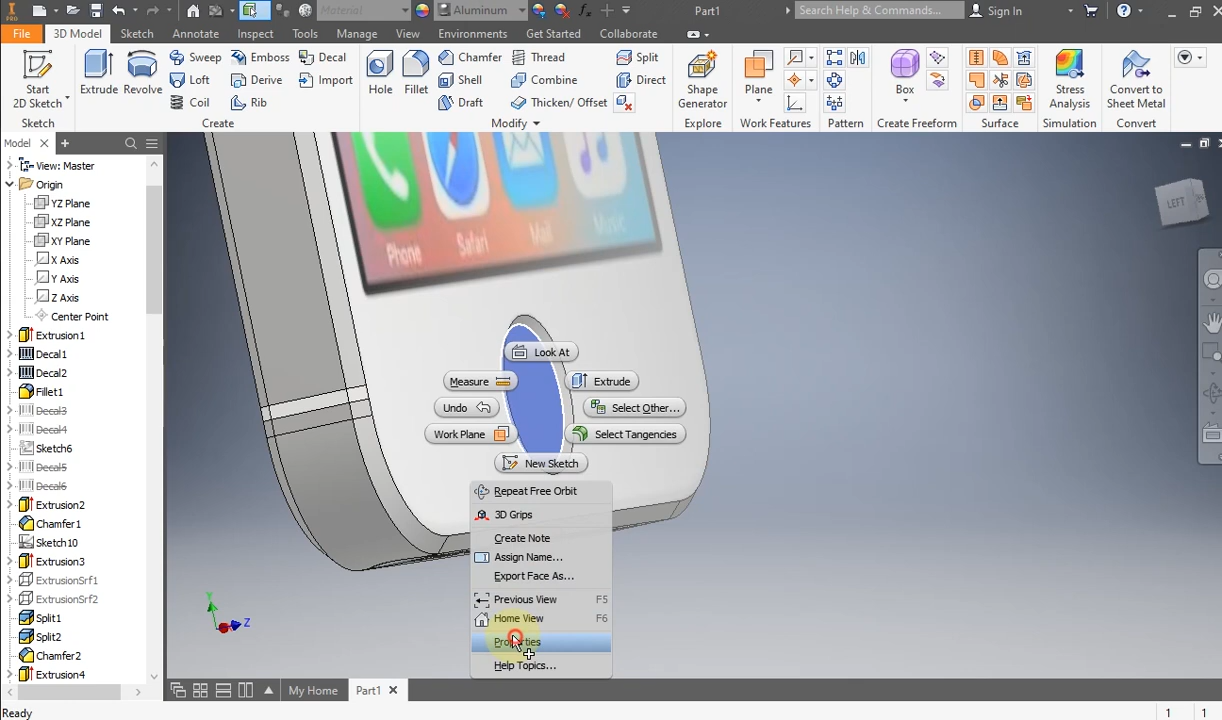 PRO
Material
Aluminum
Part1
Search Help & Commands...
Sign In
File 3D Model Sketch Annotate Inspect Tools Manage View Environments Get Started Collaborate
Start
2D Sketch
Extrude
Revolve
Sweep
Loft
Coil
Emboss
Derive
Rib
Decal
Import
Hole
Fillet
Chamfer
Shell
Draft
Thread
Combine
Thicken/ Offset
Split
Direct
Shape
Generator
Plane
Box
Stress
Analysis
Convert to
Sheet Metal
Sketch Create Modify Explore Work Features Pattern Create Freeform Surface Simulation Convert
Model
View: Master
Origin
YZ Plane
XZ Plane
XY Plane
X Axis
Y Axis
Z Axis
Center Point
Extrusion1
Decal1
Decal2
Fillet1
Decal3
Decal4
Sketch6
Decal5
Decal6
Extrusion2
Chamfer1
Sketch10
Extrusion3
ExtrusionSrf1
ExtrusionSrf2
Split1
Split2
Chamfer2
Extrusion4
Phone Safari Mail Music
LEFT
Look At
Measure
Extrude
Undo
Select Other...
Work Plane
Select Tangencies
New Sketch
Repeat Free Orbit
3D Grips
Create Note
Assign Name...
Export Face As...
Previous View F5
Home View F6
Properties
Help Topics...
Y
Z
My Home
Part1
Ready
1 1